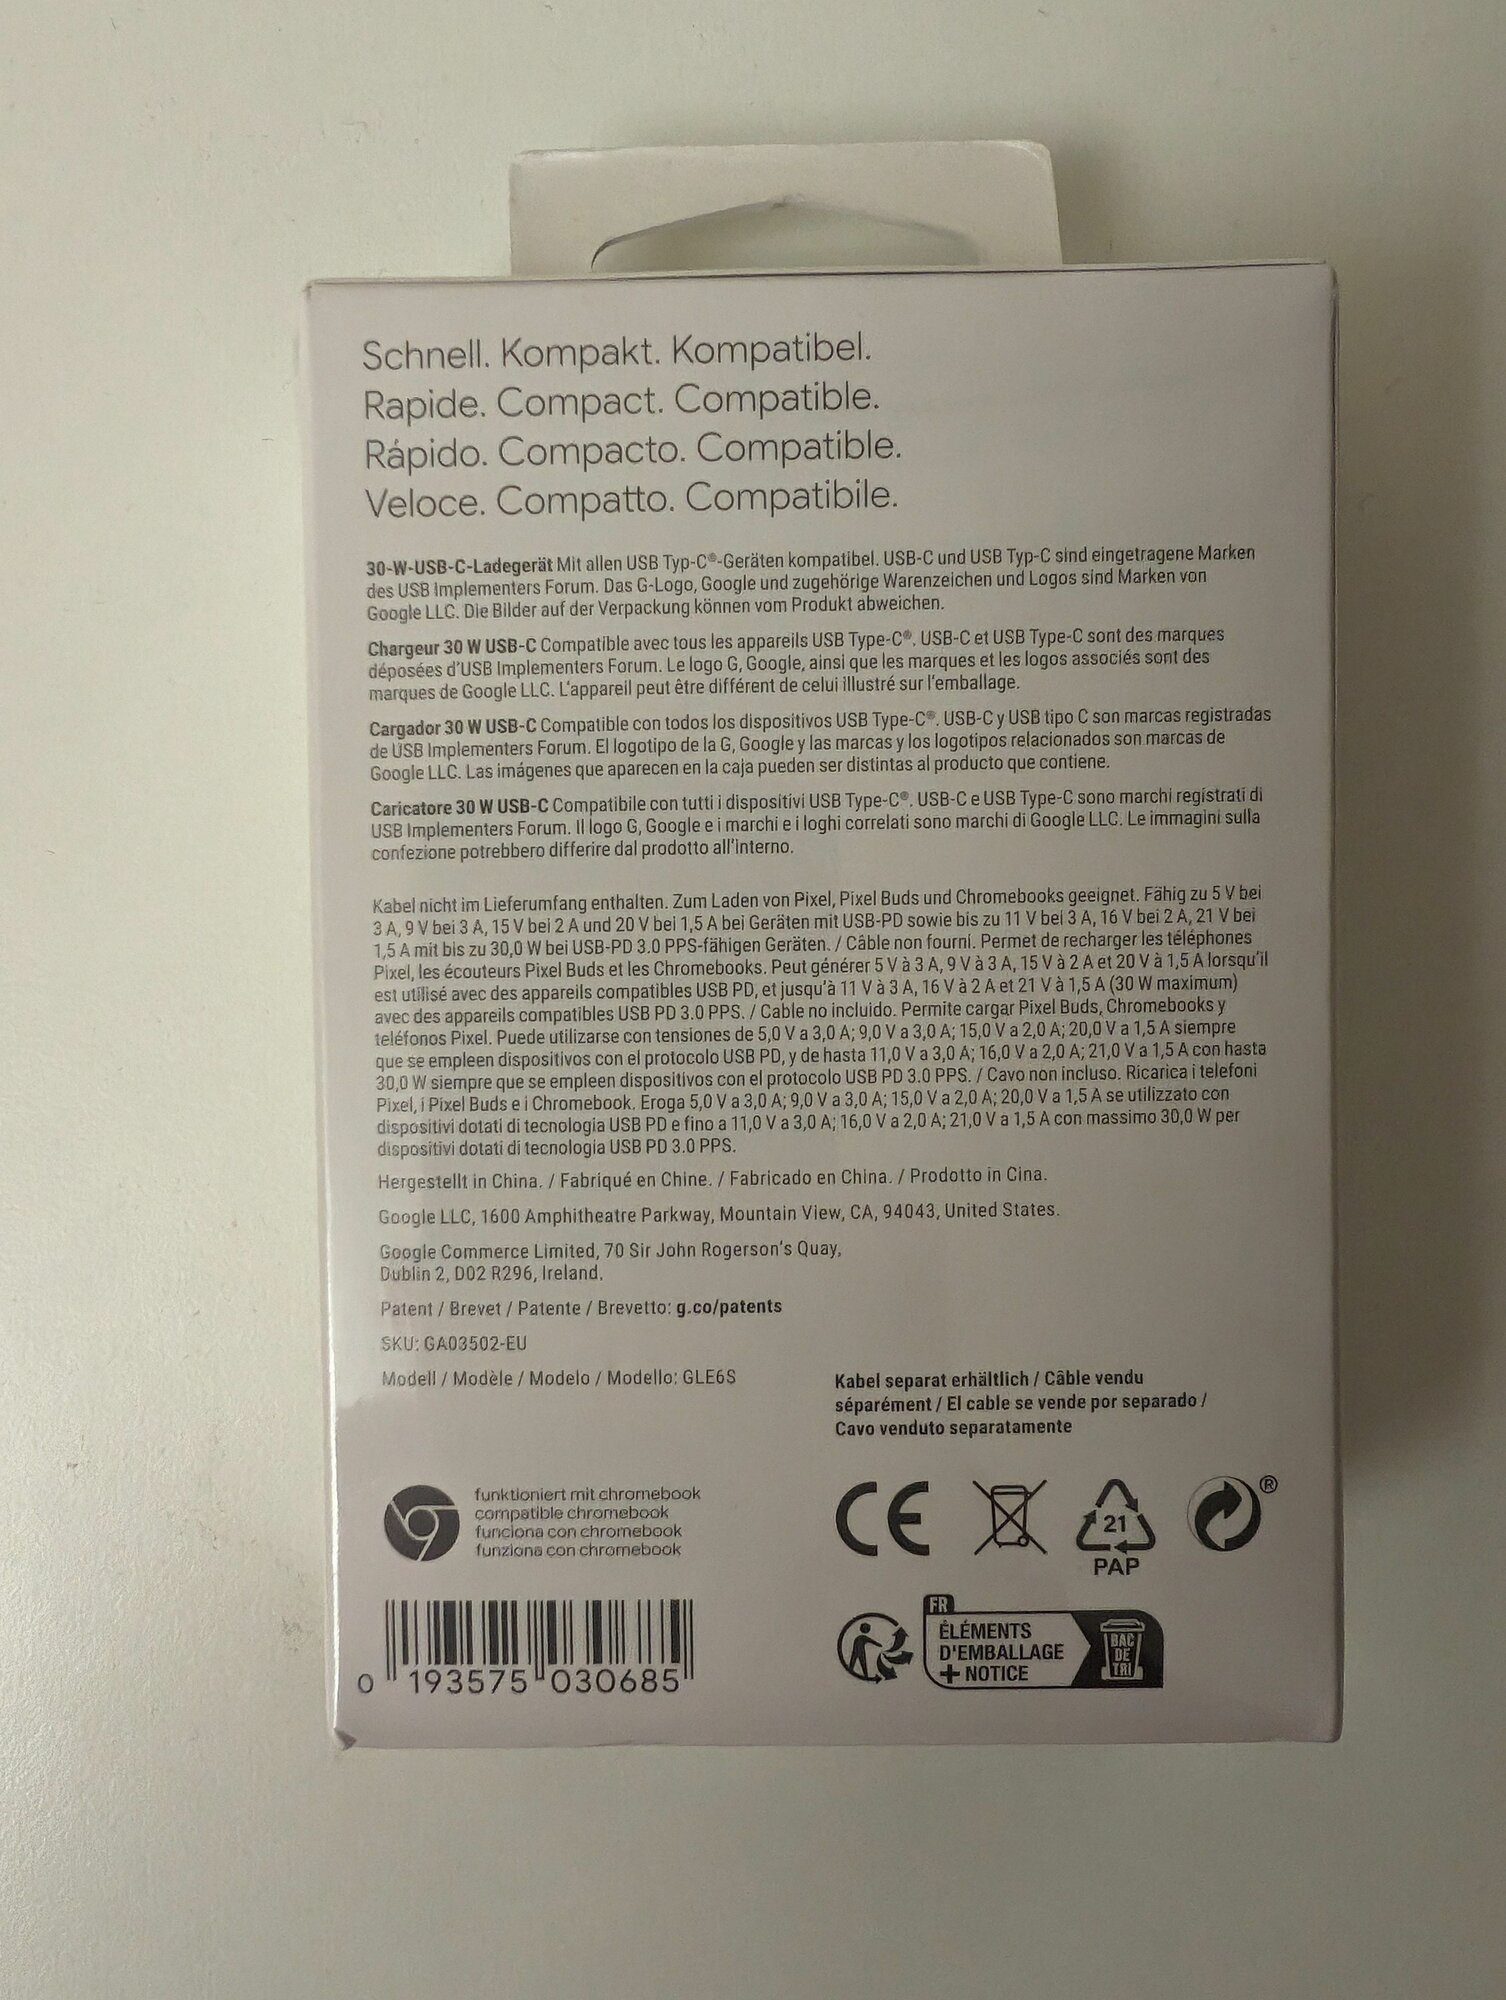 Schnell. Kompakt. Kompatibel.
Rapide. Compact. Compatible.
Rápido. Compacto. Compatible.
Veloce. Compatto. Compatibile.
30-W-USB-C-Ladegerät Mit allen USB Typ-C®-Geräten kompatibel. USB-C und USB Typ-C sind eingetragene Marken
des USB Implementers Forum. Das G-Logo, Google und zugehörige Warenzeichen und Logos sind Marken von
Google LLC. Die Bilder auf der Verpackung können vom Produkt abweichen.
Chargeur 30 W USB-C Compatible avec tous les appareils USB Type-C®. USB-C et USB Type-C sont des marques
déposées d'USB Implementers Forum. Le logo G, Google, ainsi que les marques et les logos associés sont des
marques de Google LLC. L'appareil peut être différent de celui illustré sur l'emballage.
Cargador 30 W USB-C Compatible con todos los dispositivos USB Type-C®. USB-C y USB tipo C son marcas registradas
de USB Implementers Forum. El logotipo de la G, Google y las marcas y los logotipos relacionados son marcas de
Google LLC. Las imágenes que aparecen en la caja pueden ser distintas al producto que contiene.
Caricatore 30 W USB-C Compatibile con tutti i dispositivi USB Type-C®. USB-C e USB Type-C sono marchi registrati di
USB Implementers Forum. Il logo G, Google e i marchi e i loghi correlati sono marchi di Google LLC. Le immagini sulla
confezione potrebbero differire dal prodotto all'interno.
Kabel nicht im Lieferumfang enthalten. Zum Laden von Pixel, Pixel Buds und Chromebooks geeignet. Fähig zu 5 V bei
3 A, 9 V bei 3 A, 15 V bei 2 A und 20 V bei 1,5 A bei Geräten mit USB-PD sowie bis zu 11 V bei 3 A, 16 V bei 2 A, 21 V bei
1,5 A mit bis zu 30,0 W bei USB-PD 3.0 PPS-fähigen Geräten. / Câble non fourni. Permet de recharger les téléphones
Pixel, les écouteurs Pixel Buds et les Chromebooks. Peut générer 5 V à 3 A, 9 V à 3 A, 15 V à 2 A et 20 V à 1,5 A lorsqu'il
est utilisé avec des appareils compatibles USB PD, et jusqu'à 11 V à 3 A, 16 V à 2 A et 21 V à 1,5 A (30 W maximum)
avec des appareils compatibles USB PD 3.0 PPS. / Cable no incluido. Permite cargar Pixel Buds, Chromebooks y
teléfonos Pixel. Puede utilizarse con tensiones de 5,0 V a 3,0 A; 9,0 V a 3,0 A; 15,0 V a 2,0 A; 20,0 V a 1,5 A siempre
que se empleen dispositivos con el protocolo USB PD, y de hasta 11,0 V a 3,0 A; 16,0 V a 2,0 A; 21,0 V a 1,5 A con hasta
30,0 W siempre que se empleen dispositivos con el protocolo USB PD 3.0 PPS. / Cavo non incluso. Ricarica i telefoni
Pixel, i Pixel Buds e i Chromebook. Eroga 5,0 V a 3,0 A; 9,0 V a 3,0 A; 15,0 V a 2,0 A; 20,0 V a 1,5 A se utilizzato con
dispositivi dotati di tecnologia USB PD e fino a 11,0 V a 3,0 A; 16,0 V a 2,0 A; 21,0 V a 1,5 A con massimo 30,0 W per
dispositivi dotati di tecnologia USB PD 3.0 PPS.
Hergestellt in China. / Fabriqué en Chine. / Fabricado en China. / Prodotto in Cina.
Google LLC, 1600 Amphitheatre Parkway, Mountain View, CA, 94043, United States.
Google Commerce Limited, 70 Sir John Rogerson's Quay,
Dublin 2, D02 R296, Ireland.
Patent / Brevet / Patente / Brevetto: g.co/patents
SKU: GA03502-EU
Modell / Modèle / Modelo / Modello: GLE6S
Kabel separat erhältlich / Câble vendu
séparément / El cable se vende por separado /
Cavo venduto separatamente
funktioniert mit chromebook
compatible chromebook
funciona con chromebook
funziona con chromebook
CE
21
PAP
®
0 193575 030685
FR
ÉLÉMENTS
D'EMBALLAGE
+ NOTICE
BAC
DE
TRI